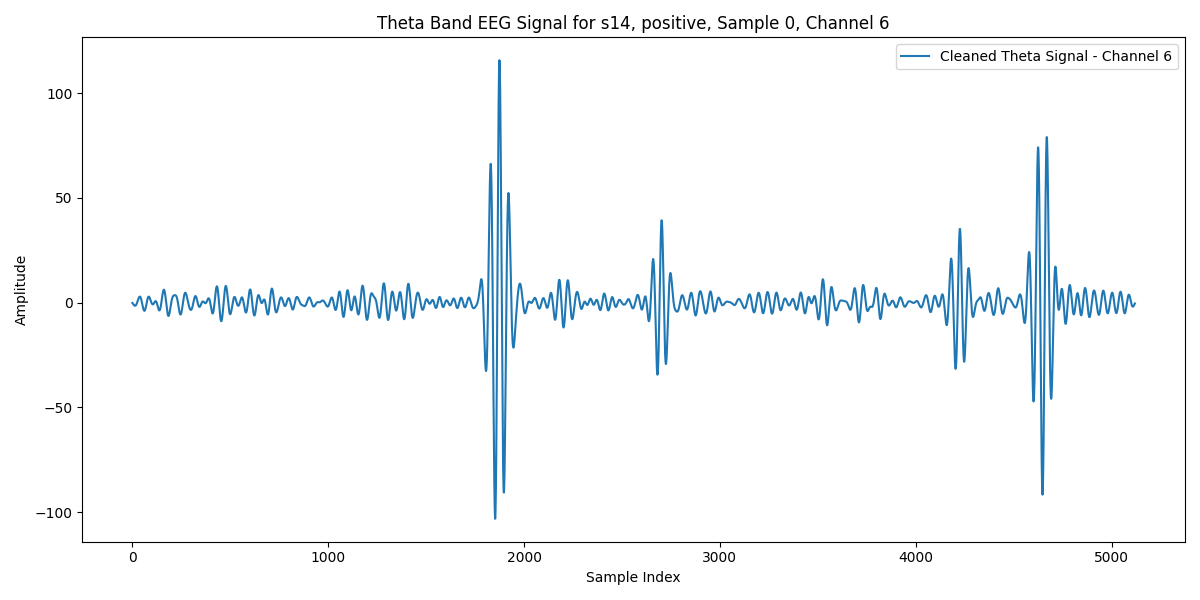 Theta Band EEG Signal for s14, positive, Sample 0, Channel 6
Cleaned Theta Signal - Channel 6
100
50
0
−50
−100
Amplitude
0 1000 2000 3000 4000 5000
Sample Index